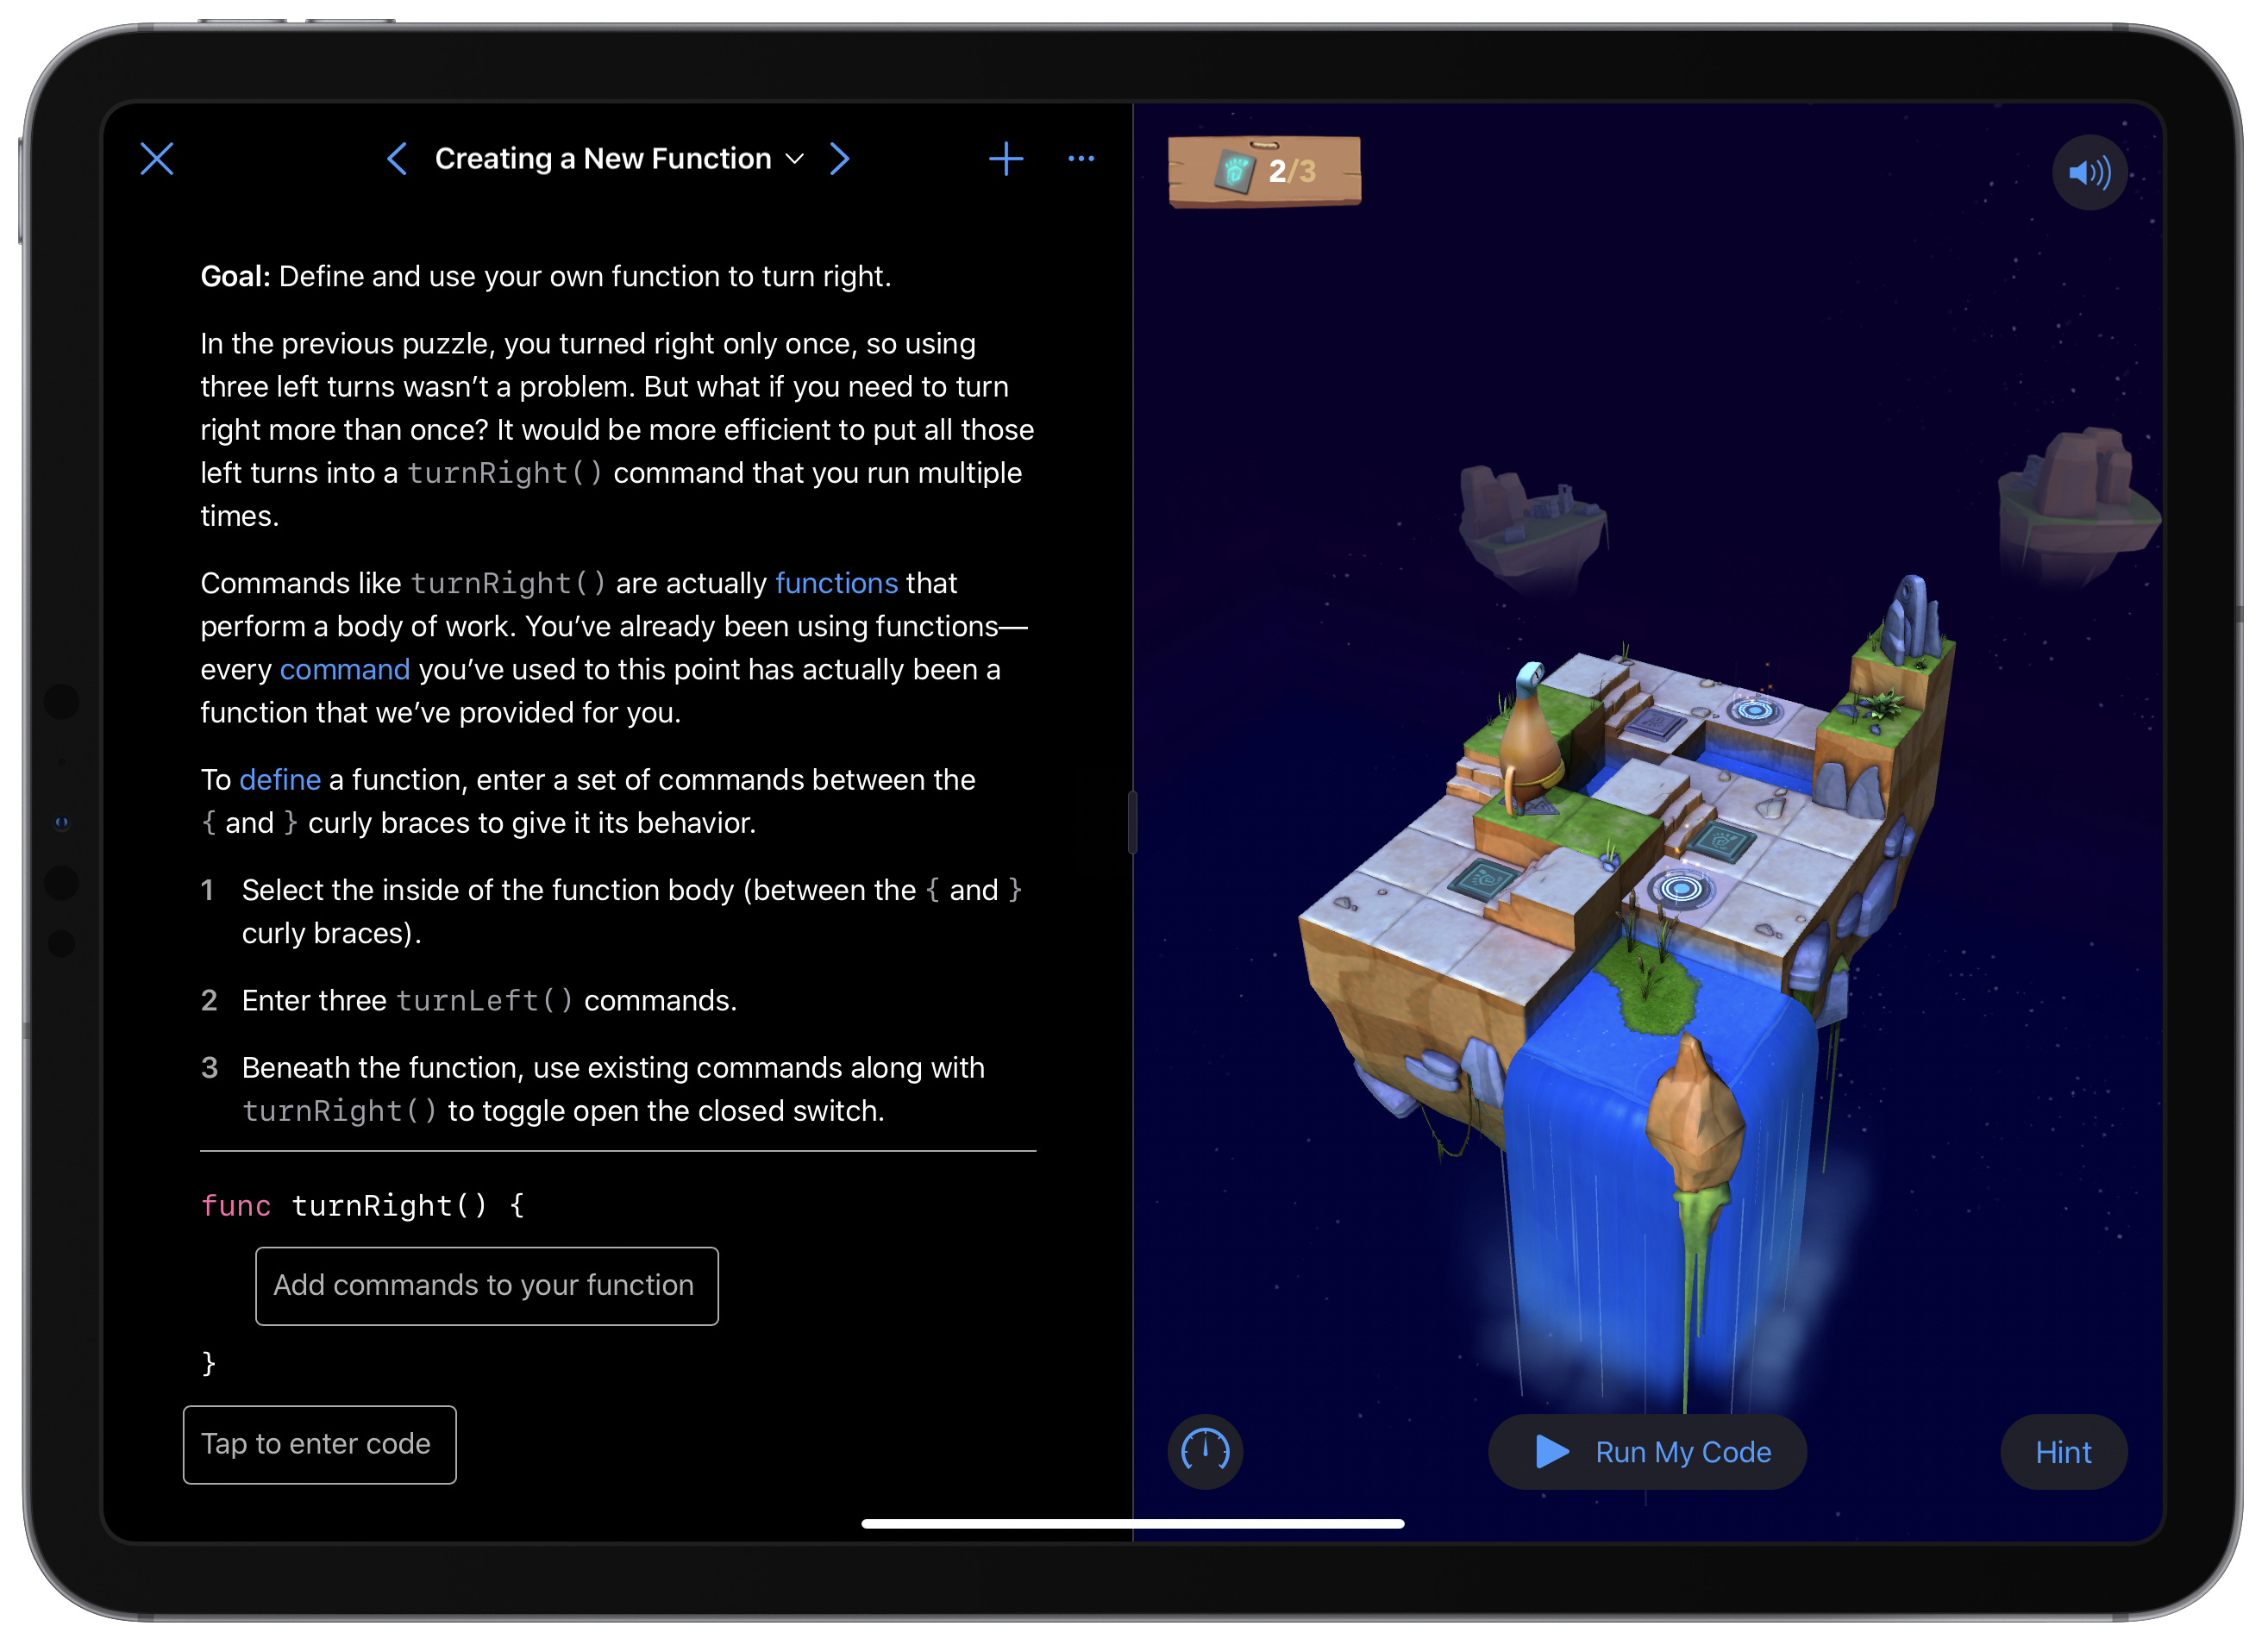 Creating a New Function
Goal: Define and use your own function to turn right.
In the previous puzzle, you turned right only once, so using
three left turns wasn’t a problem. But what if you need to turn
right more than once? It would be more efficient to put all those
left turns into a turnRight() command that you run multiple
times.
Commands like turnRight() are actually functions that
perform a body of work. You’ve already been using functions—
every command you’ve used to this point has actually been a
function that we’ve provided for you.
To define a function, enter a set of commands between the
{ and } curly braces to give it its behavior.
1 Select the inside of the function body (between the { and }
curly braces).
2 Enter three turnLeft() commands.
3 Beneath the function, use existing commands along with
turnRight() to toggle open the closed switch.
func turnRight() {
Add commands to your function
}
Tap to enter code
2/3
Run My Code
Hint